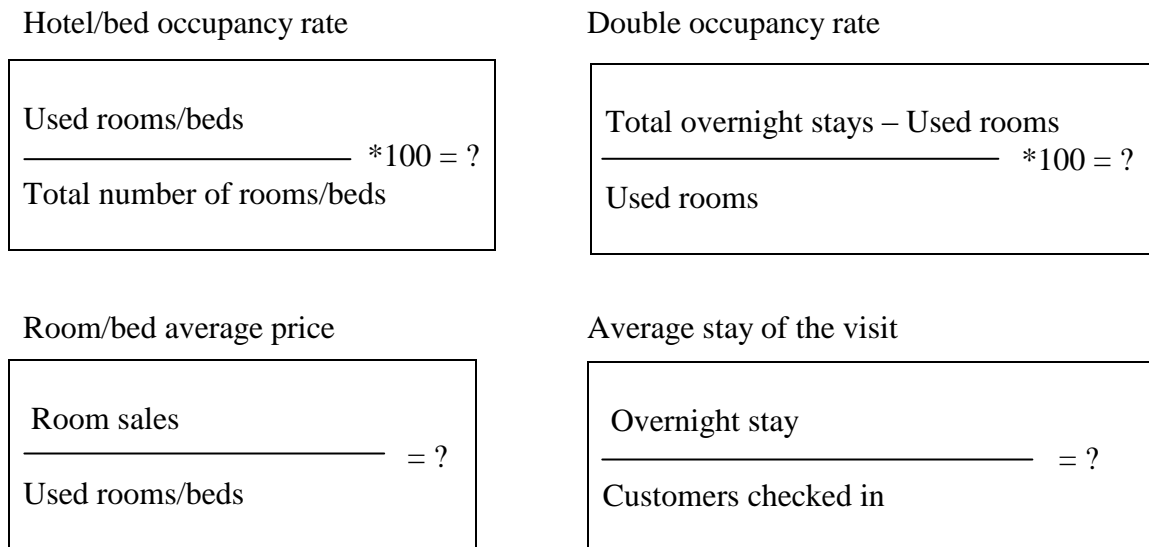 Hotel/bed occupancy rate
Used rooms/beds
*100 = ?
Total number of rooms/beds
Double occupancy rate
Total overnight stays – Used rooms
*100 = ?
Used rooms
Room/bed average price
Room sales
= ?
Used rooms/beds
Average stay of the visit
Overnight stay
= ?
Customers checked in